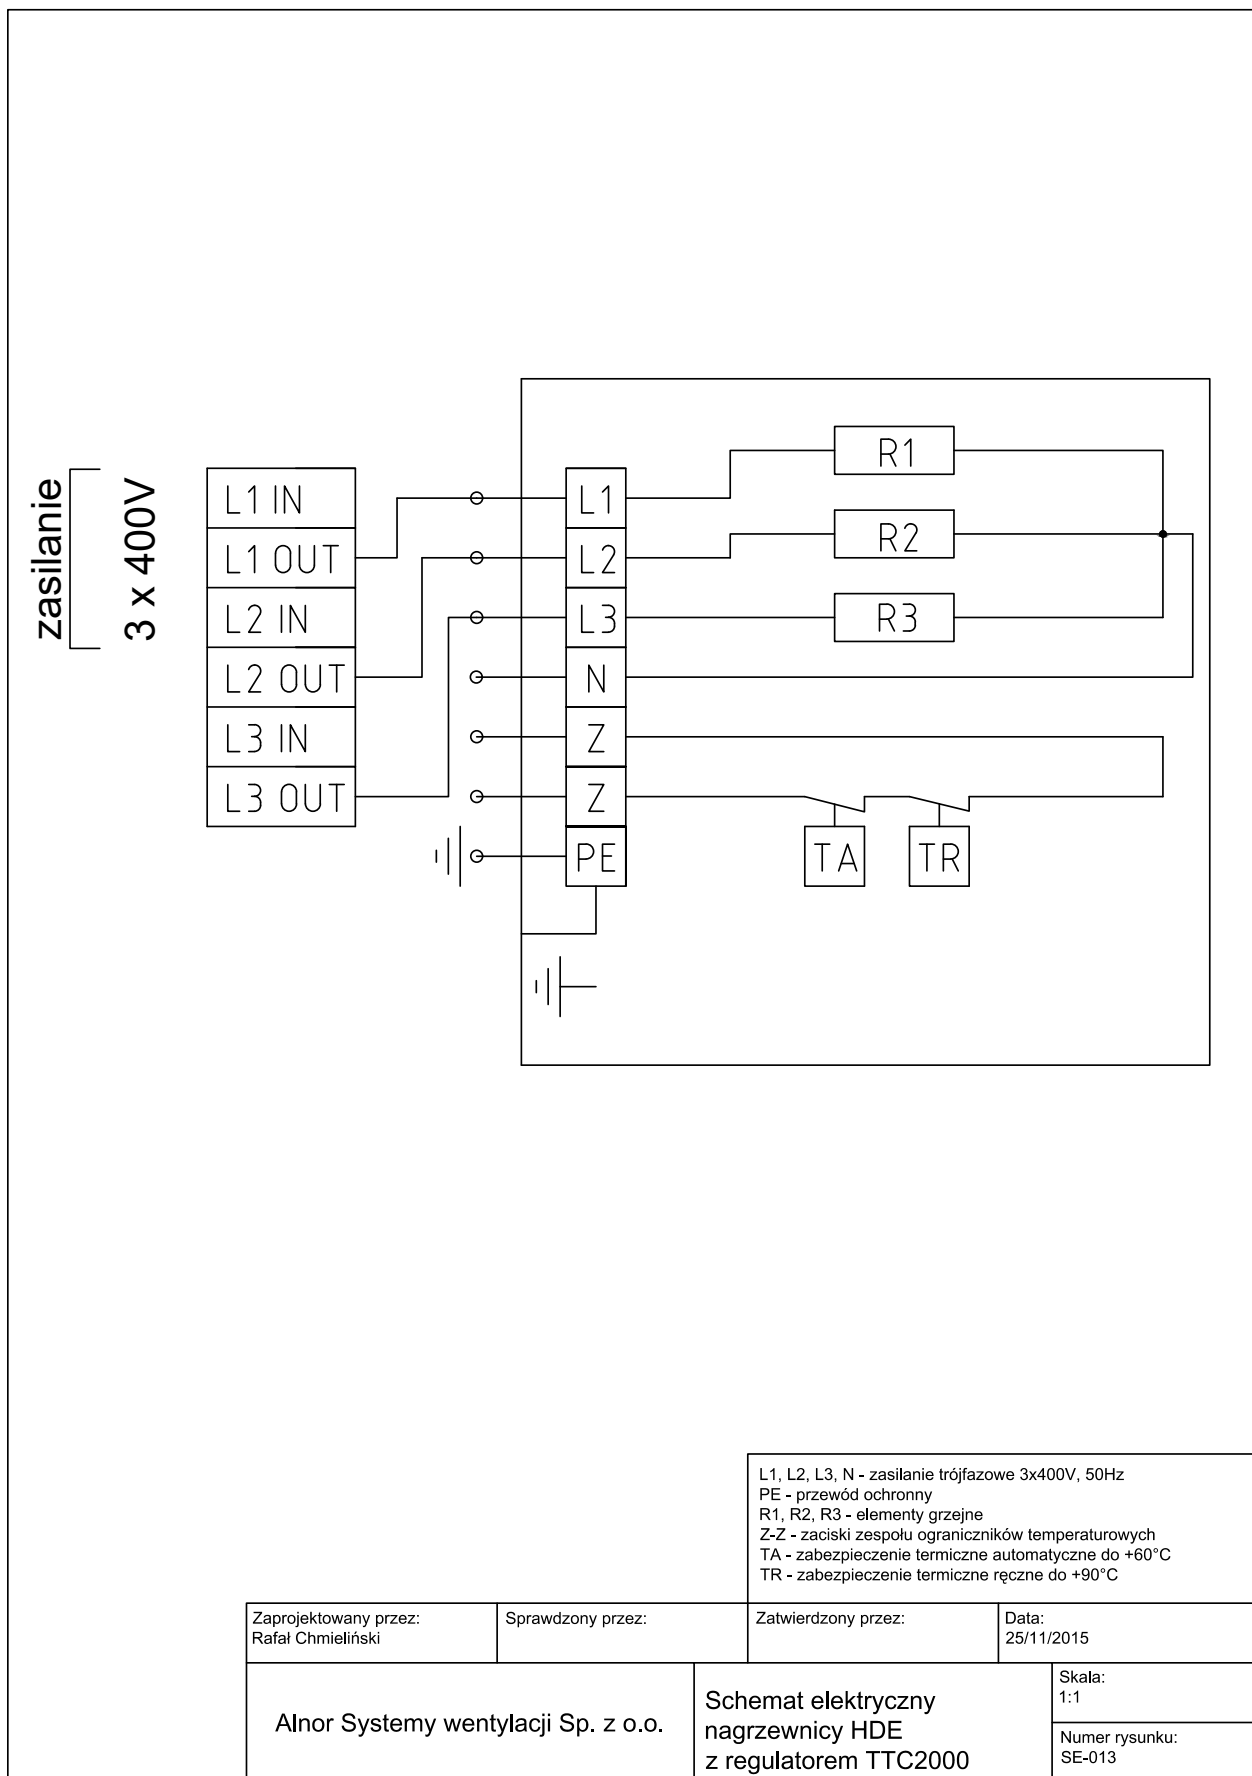 zasilanie
3 x 400V
L1 IN
L1 OUT
L2 IN
L2 OUT
L3 IN
L3 OUT
L1
L2
L3
N
Z
Z
PE
R1
R2
R3
TA
TR
L1, L2, L3, N - zasilanie trójfazowe 3x400V, 50Hz
PE - przewód ochronny
R1, R2, R3 - elementy grzejne
Z-Z - zaciski zespołu ograniczników temperaturowych
TA - zabezpieczenie termiczne automatyczne do +60°C
TR - zabezpieczenie termiczne ręczne do +90°C
Zaprojektowany przez:
Rafał Chmieliński
Sprawdzony przez:
Zatwierdzony przez:
Data:
25/11/2015
Alnor Systemy wentylacji Sp. z o.o.
Schemat elektryczny
nagrzewnicy HDE
z regulatorem TTC2000
Skala:
1:1
Numer rysunku:
SE-013